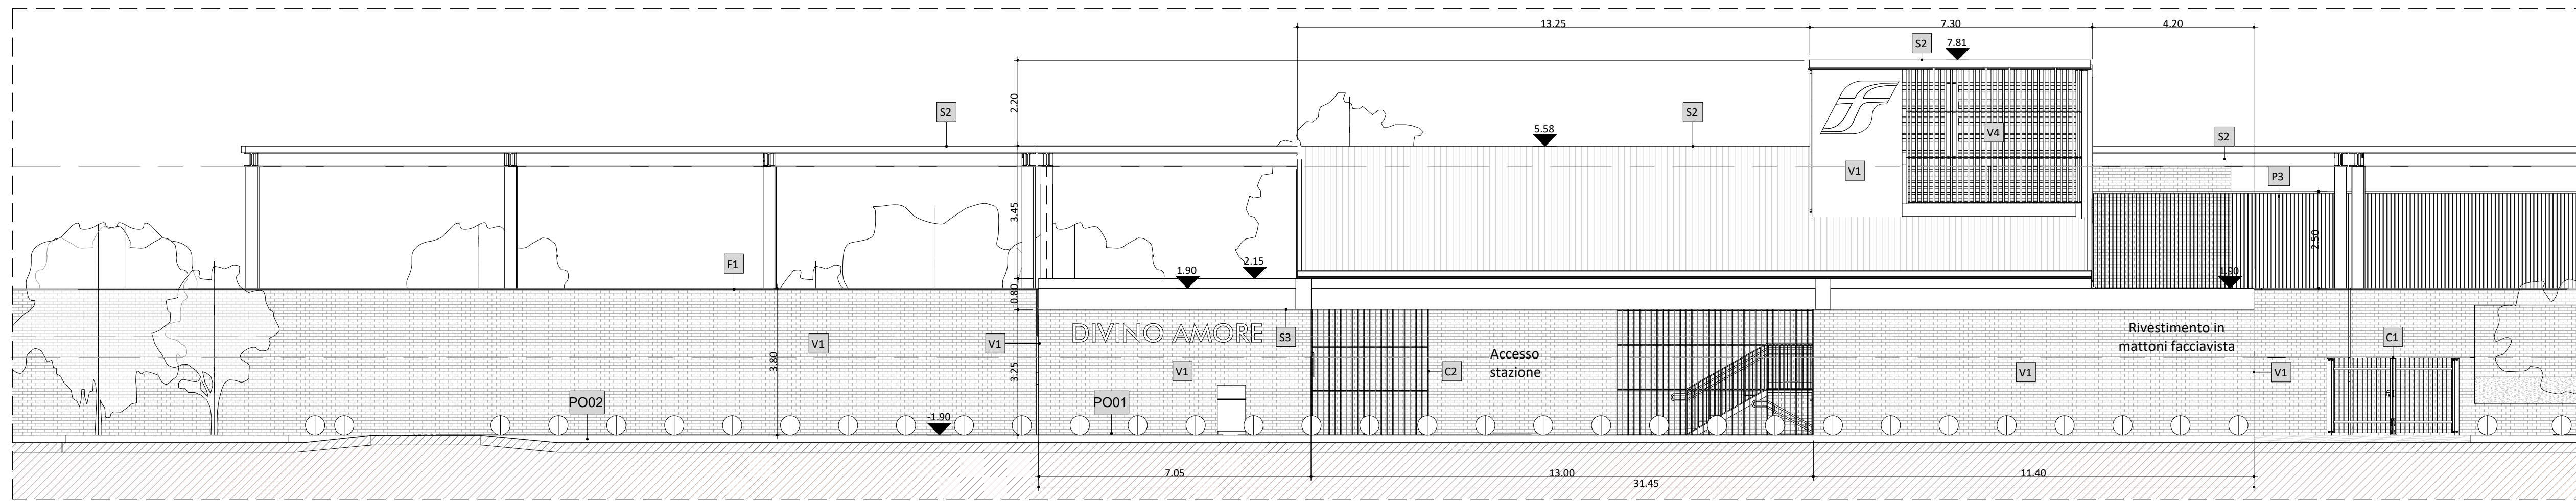 13.25
7.30
4.20
S2
7.81
2.20
S2
S2
5.58
V4
S2
V1
P3
3.45
2.50
F1
1.90
2.15
1.90
0.80
DIVINO AMORE
S3
V1
V1
Rivestimento in
mattoni facciavista
C1
Accesso
stazione
3.80
3.25
V1
C2
V1
V1
PO02
PO01
-1.90
7.05
13.00
11.40
31.45